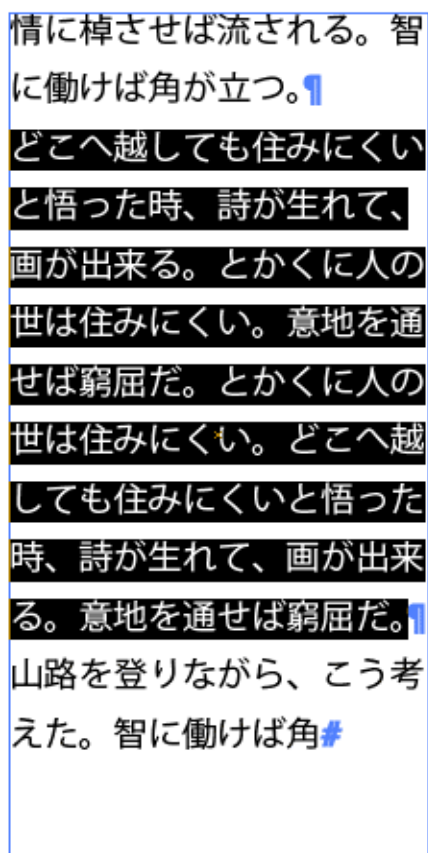 情に棹させば流される。智
に働けば角が立つ。¶
どこへ越しても住みにくい
と悟った時、詩が生れて、
画が出来る。とかくに人の
世は住みにくい。意地を通
せば窮屈だ。とかくに人の
世は住みにくい。どこへ越
しても住みにくいと悟った
時、詩が生れて、画が出来
る。意地を通せば窮屈だ。¶
山路を登りながら、こう考
えた。智に働けば角#